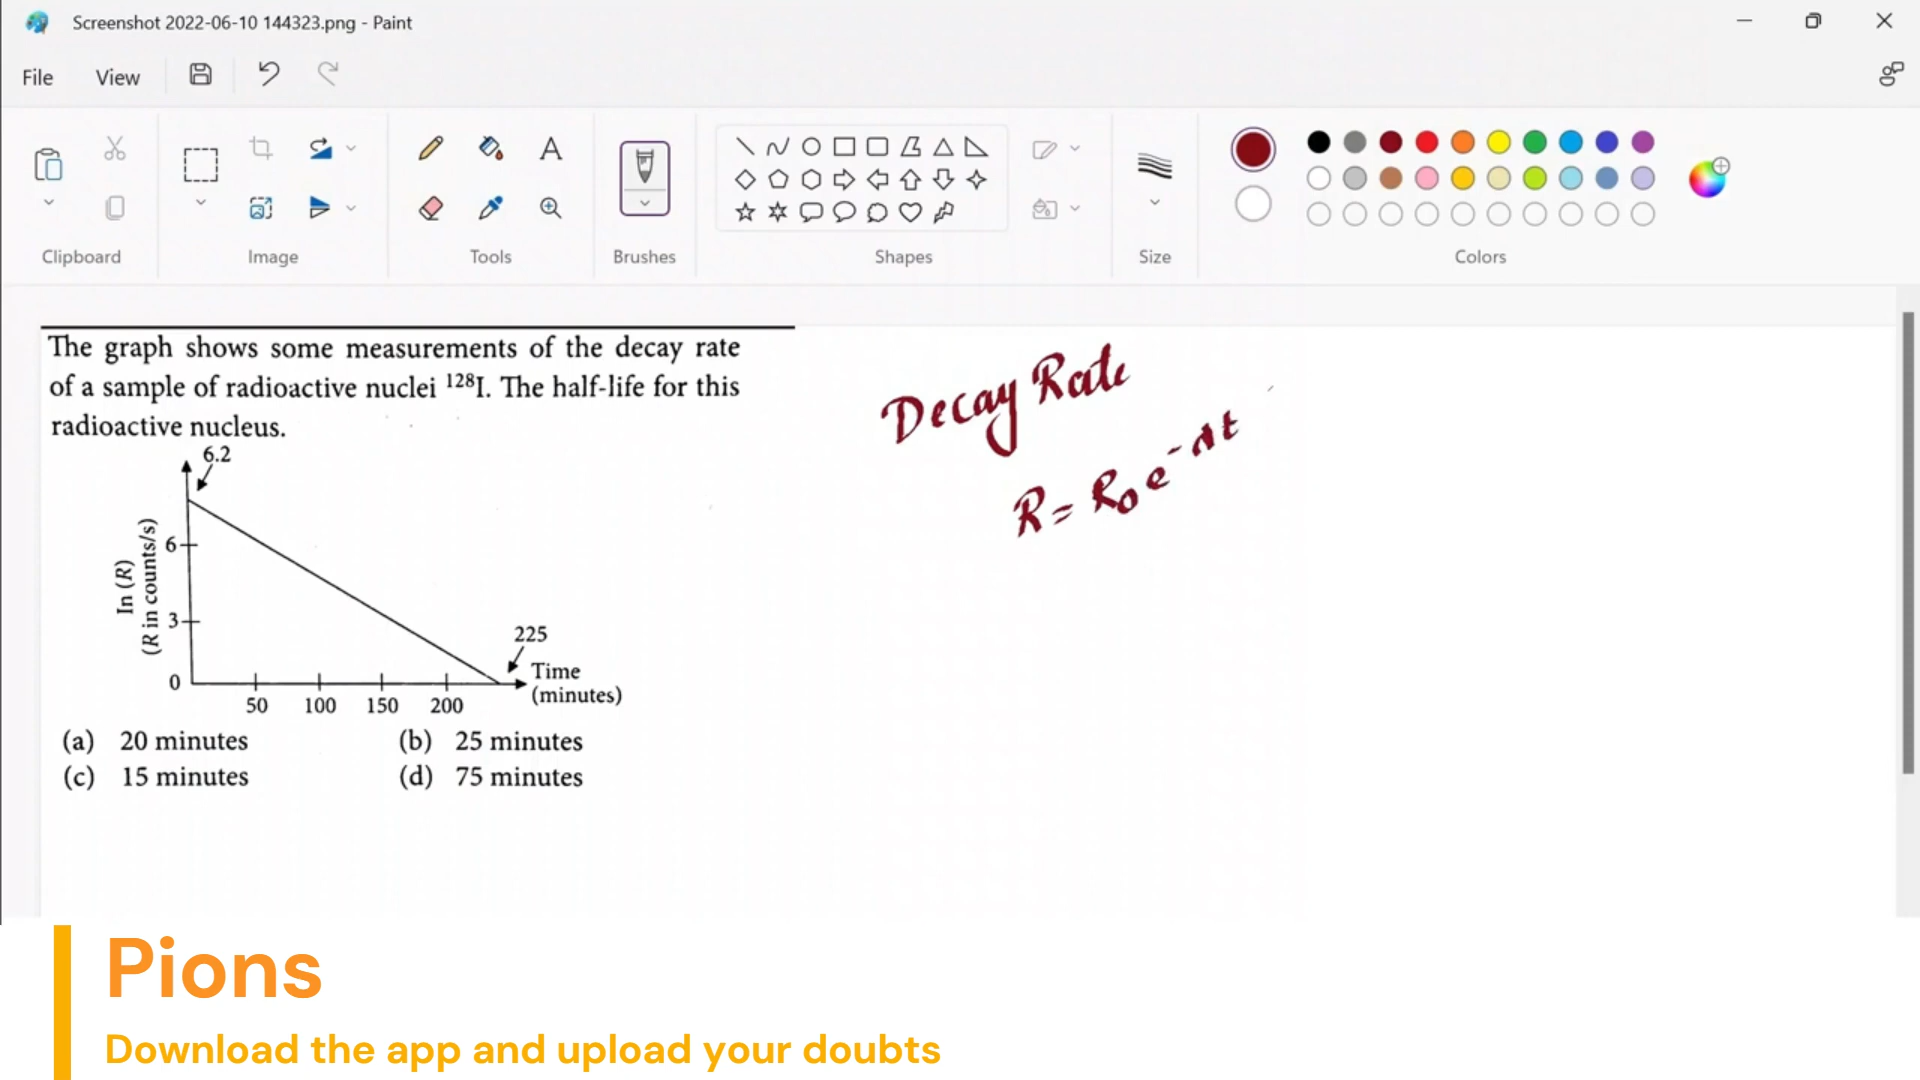 Screenshot 2022-06-10 144323.png - Paint
File View
Clipboard Image Tools Brushes Shapes Size Colors
The graph shows some measurements of the decay rate
of a sample of radioactive nuclei ¹²⁸I. The half-life for this
radioactive nucleus.
6.2
In (R)
(R in counts/s)
6
3
0
225
Time
(minutes)
50 100 150 200
(a) 20 minutes (b) 25 minutes
(c) 15 minutes (d) 75 minutes
Decay Rate
R = R₀ e^-λt
Pions
Download the app and upload your doubts